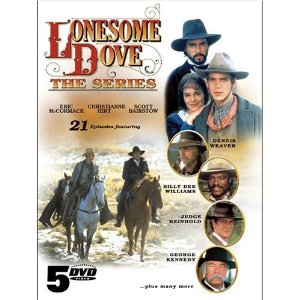 LONESOME
DOVE
THE SERIES
ERIC
McCORMACK
CHRISTIANNE
HIRT
SCOTT
BAIRSTOW
21 Episodes featuring
DENNIS
WEAVER
BILLY DEE
WILLIAMS
JUDGE
REINHOLD
GEORGE
KENNEDY
5 DVD
VIDEO
...plus many more